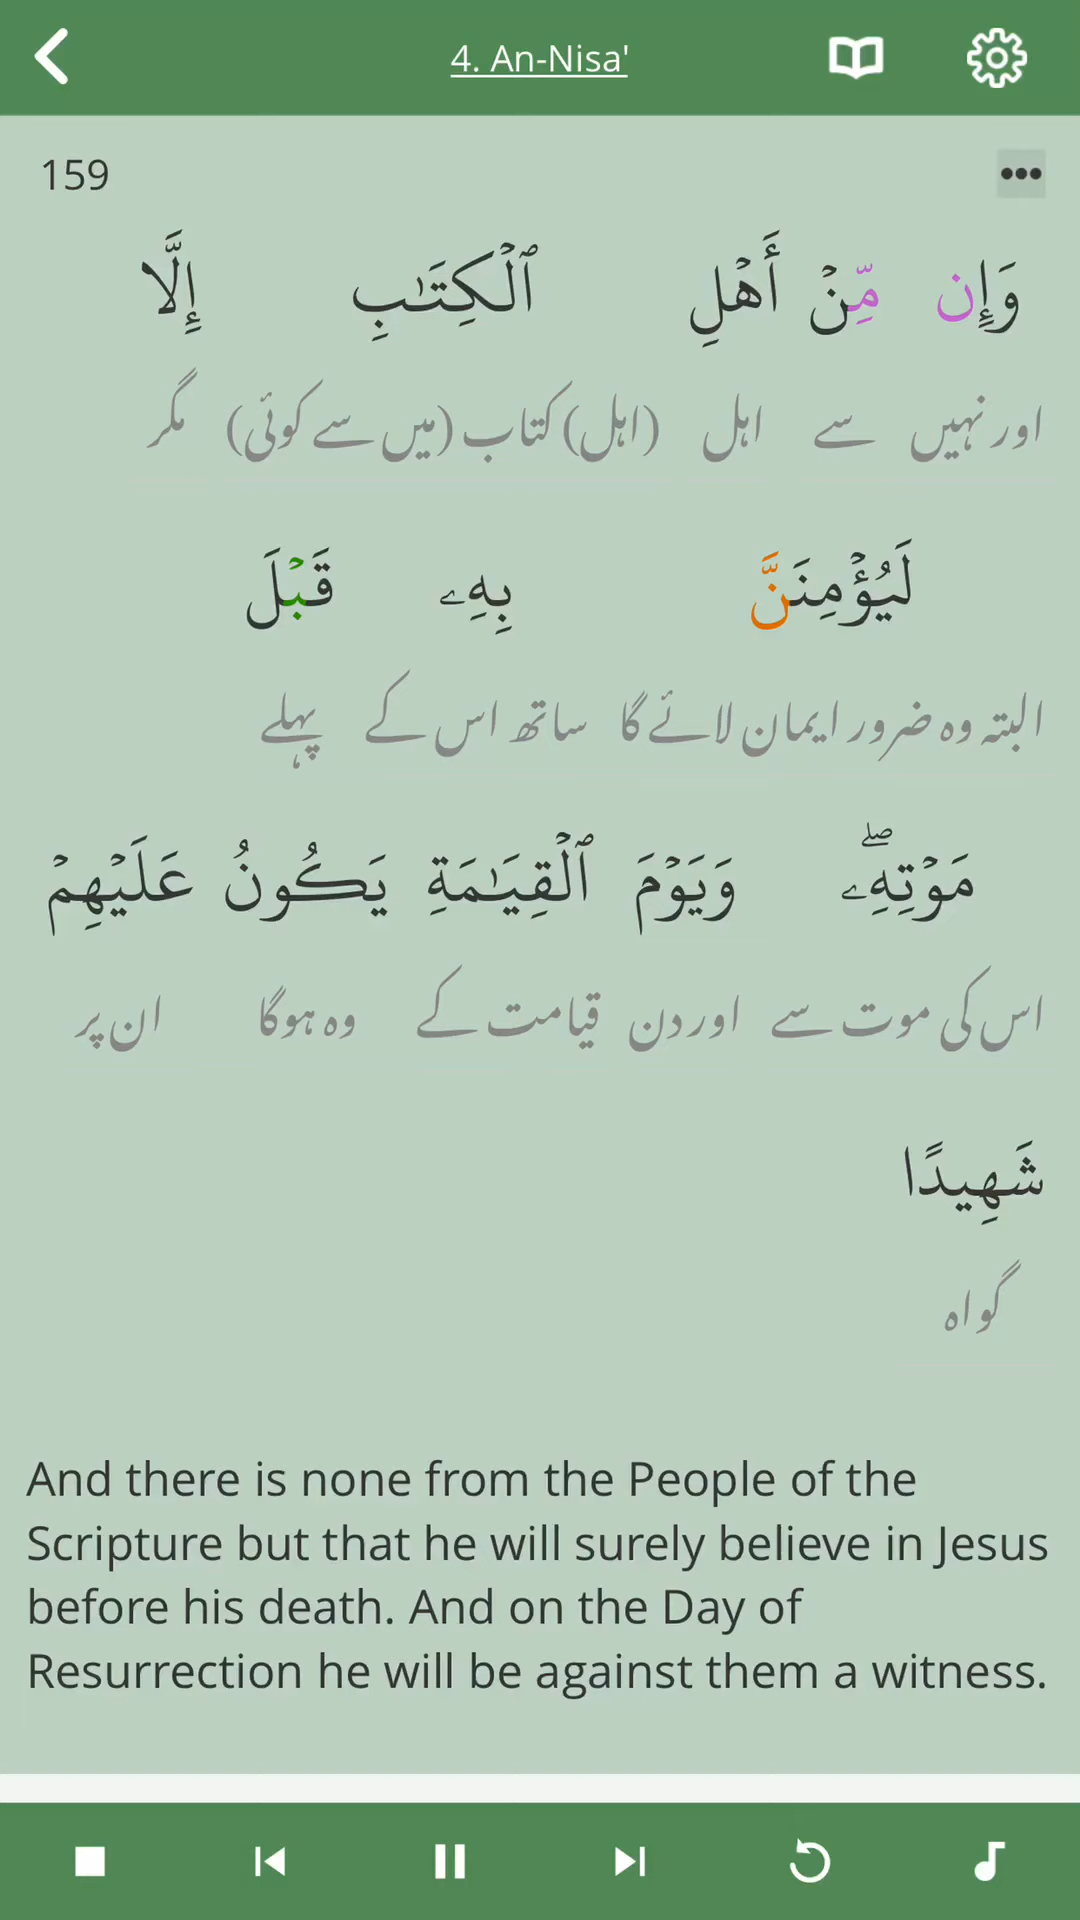 4. An-Nisa'
159
وَإِن مِّنْ أَهْلِ ٱلْكِتَـٰبِ إِلَّا
اور نہیں سے اہل (اہل) کتاب (میں سے کوئی) مگر
لَيُؤْمِنَنَّ بِهِۦ قَبْلَ
البتہ وہ ضرور ایمان لائے گا ساتھ اس کے پہلے
مَوْتِهِۦ ۖ وَيَوْمَ ٱلْقِيَـٰمَةِ يَكُونُ عَلَيْهِمْ
اس کی موت سے اور دن قیامت کے وہ ہوگا ان پر
شَهِيدًا
گواہ
And there is none from the People of the
Scripture but that he will surely believe in Jesus
before his death. And on the Day of
Resurrection he will be against them a witness.